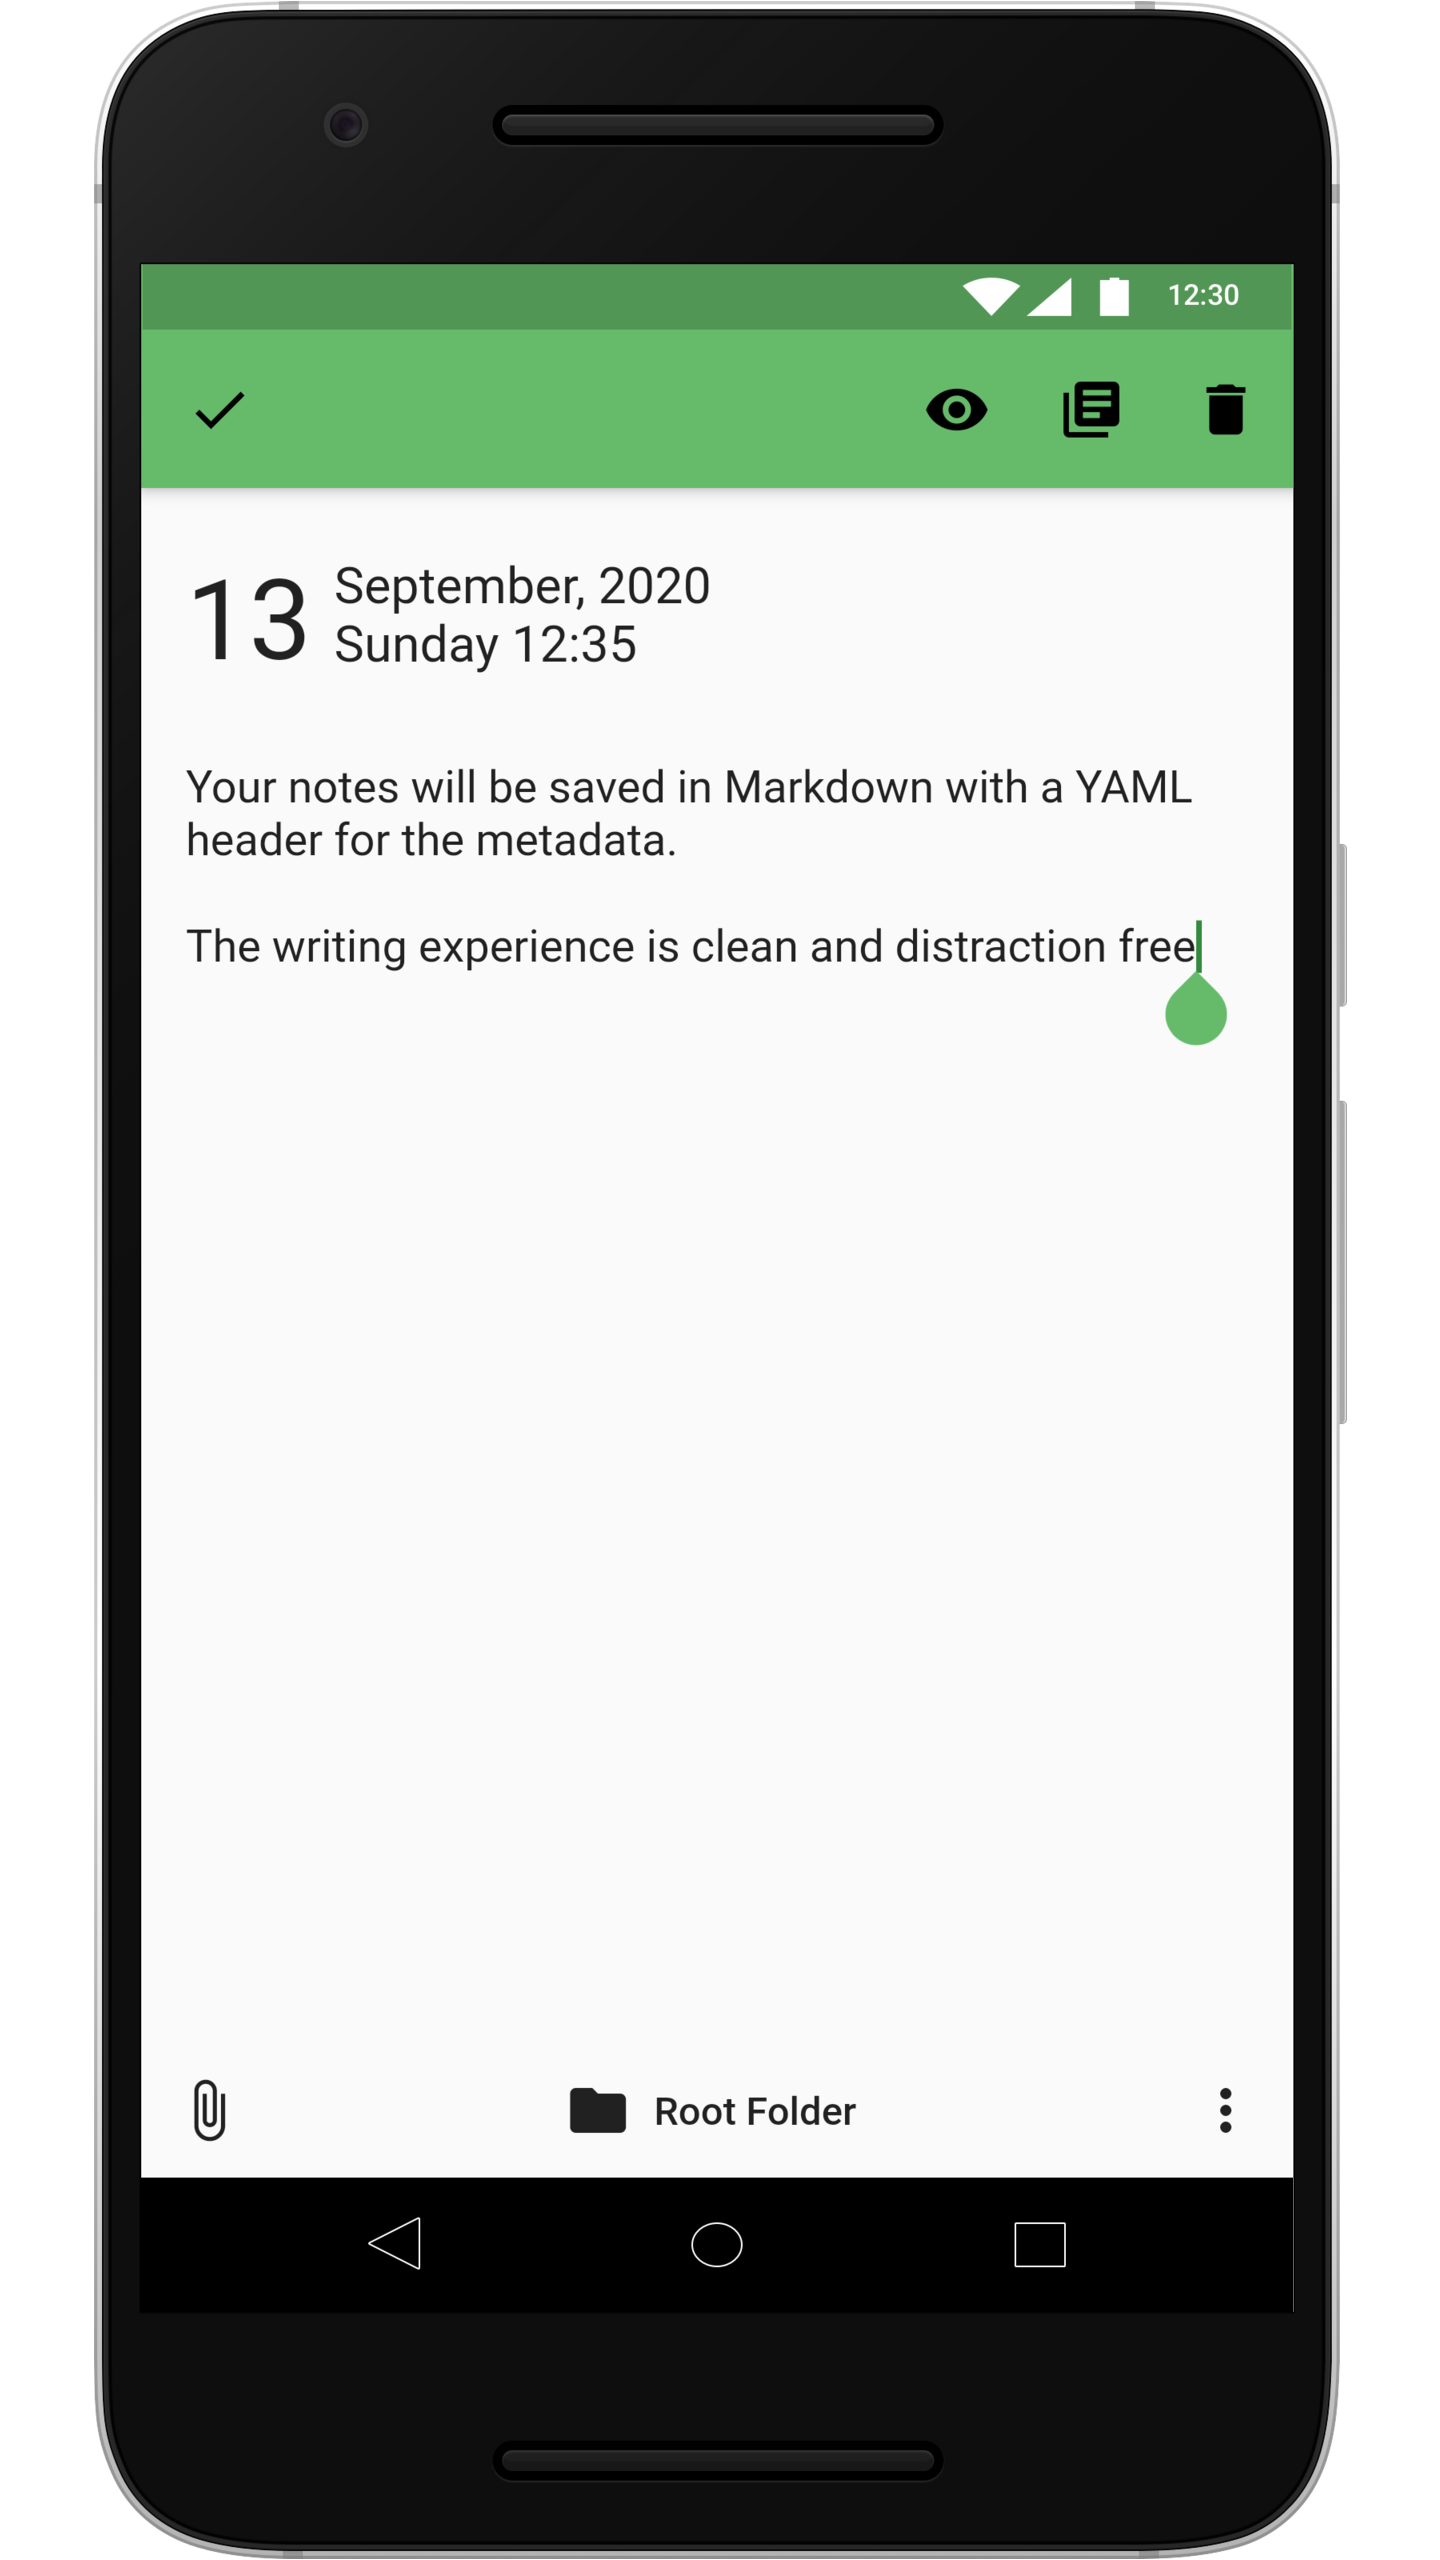 12:30
13
September, 2020
Sunday 12:35
Your notes will be saved in Markdown with a YAML
header for the metadata.
The writing experience is clean and distraction free
Root Folder